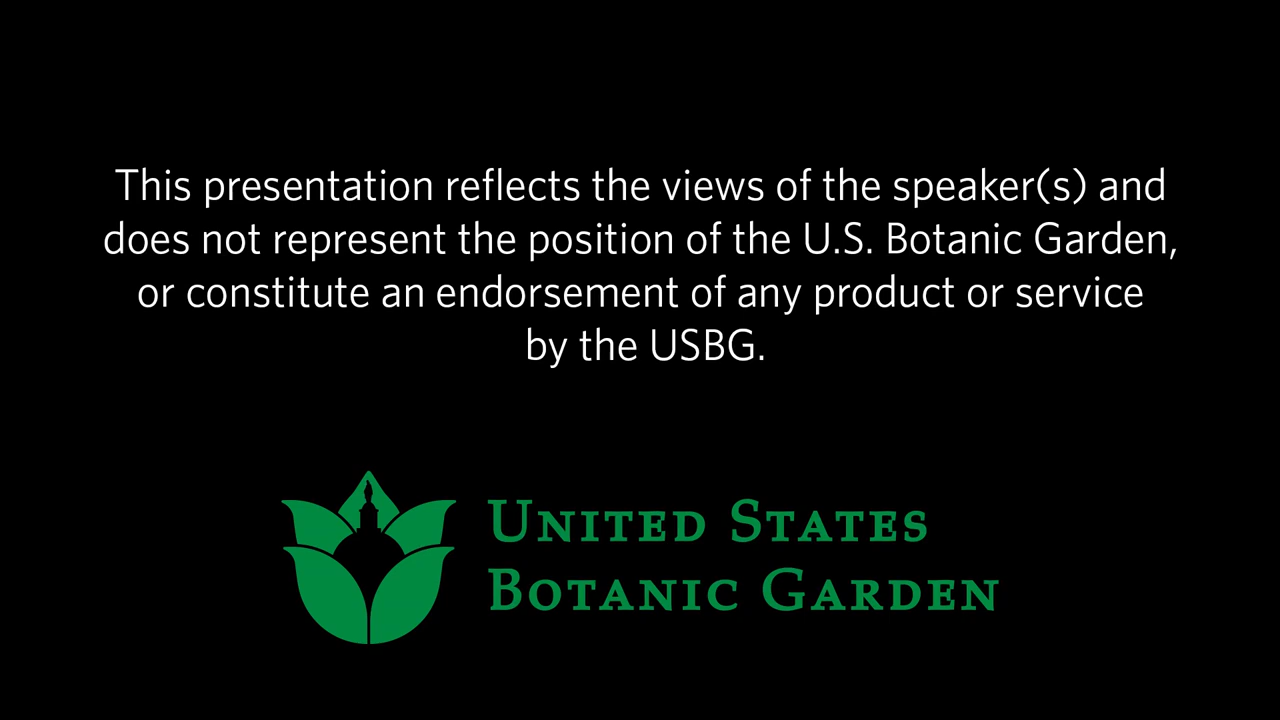 This presentation reflects the views of the speaker(s) and
does not represent the position of the U.S. Botanic Garden,
or constitute an endorsement of any product or service
by the USBG.
United States
Botanic Garden